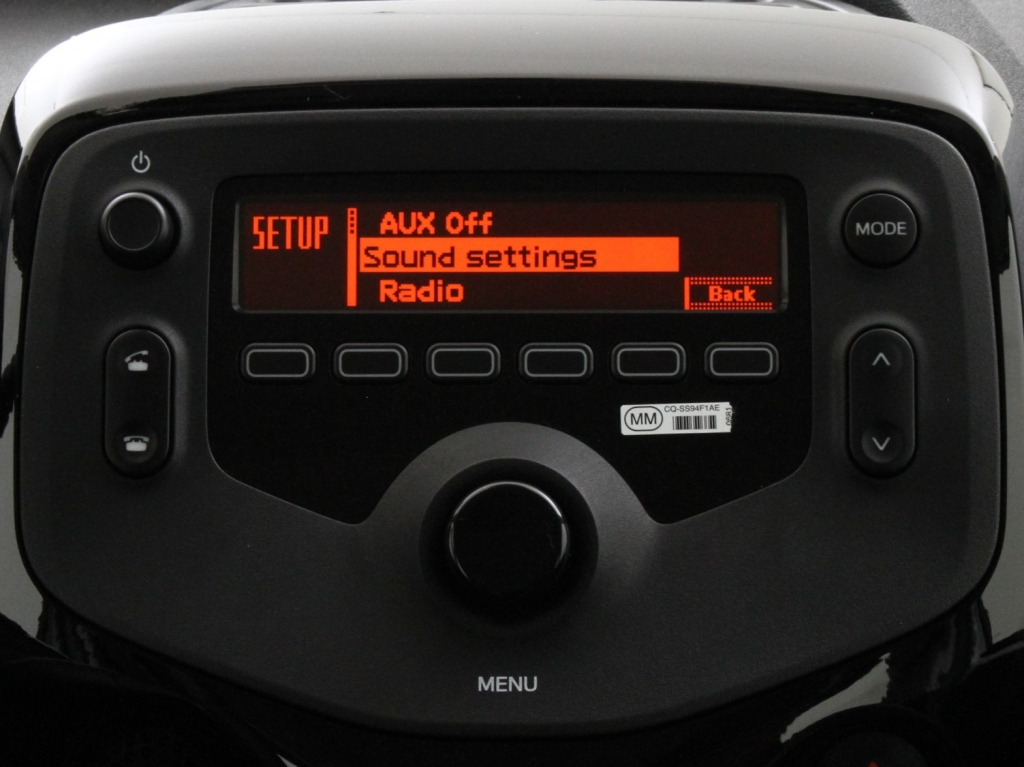 SETUP
AUX Off
Sound settings
Radio
Back
MODE
MM
CQ-SS94F1AE
MENU